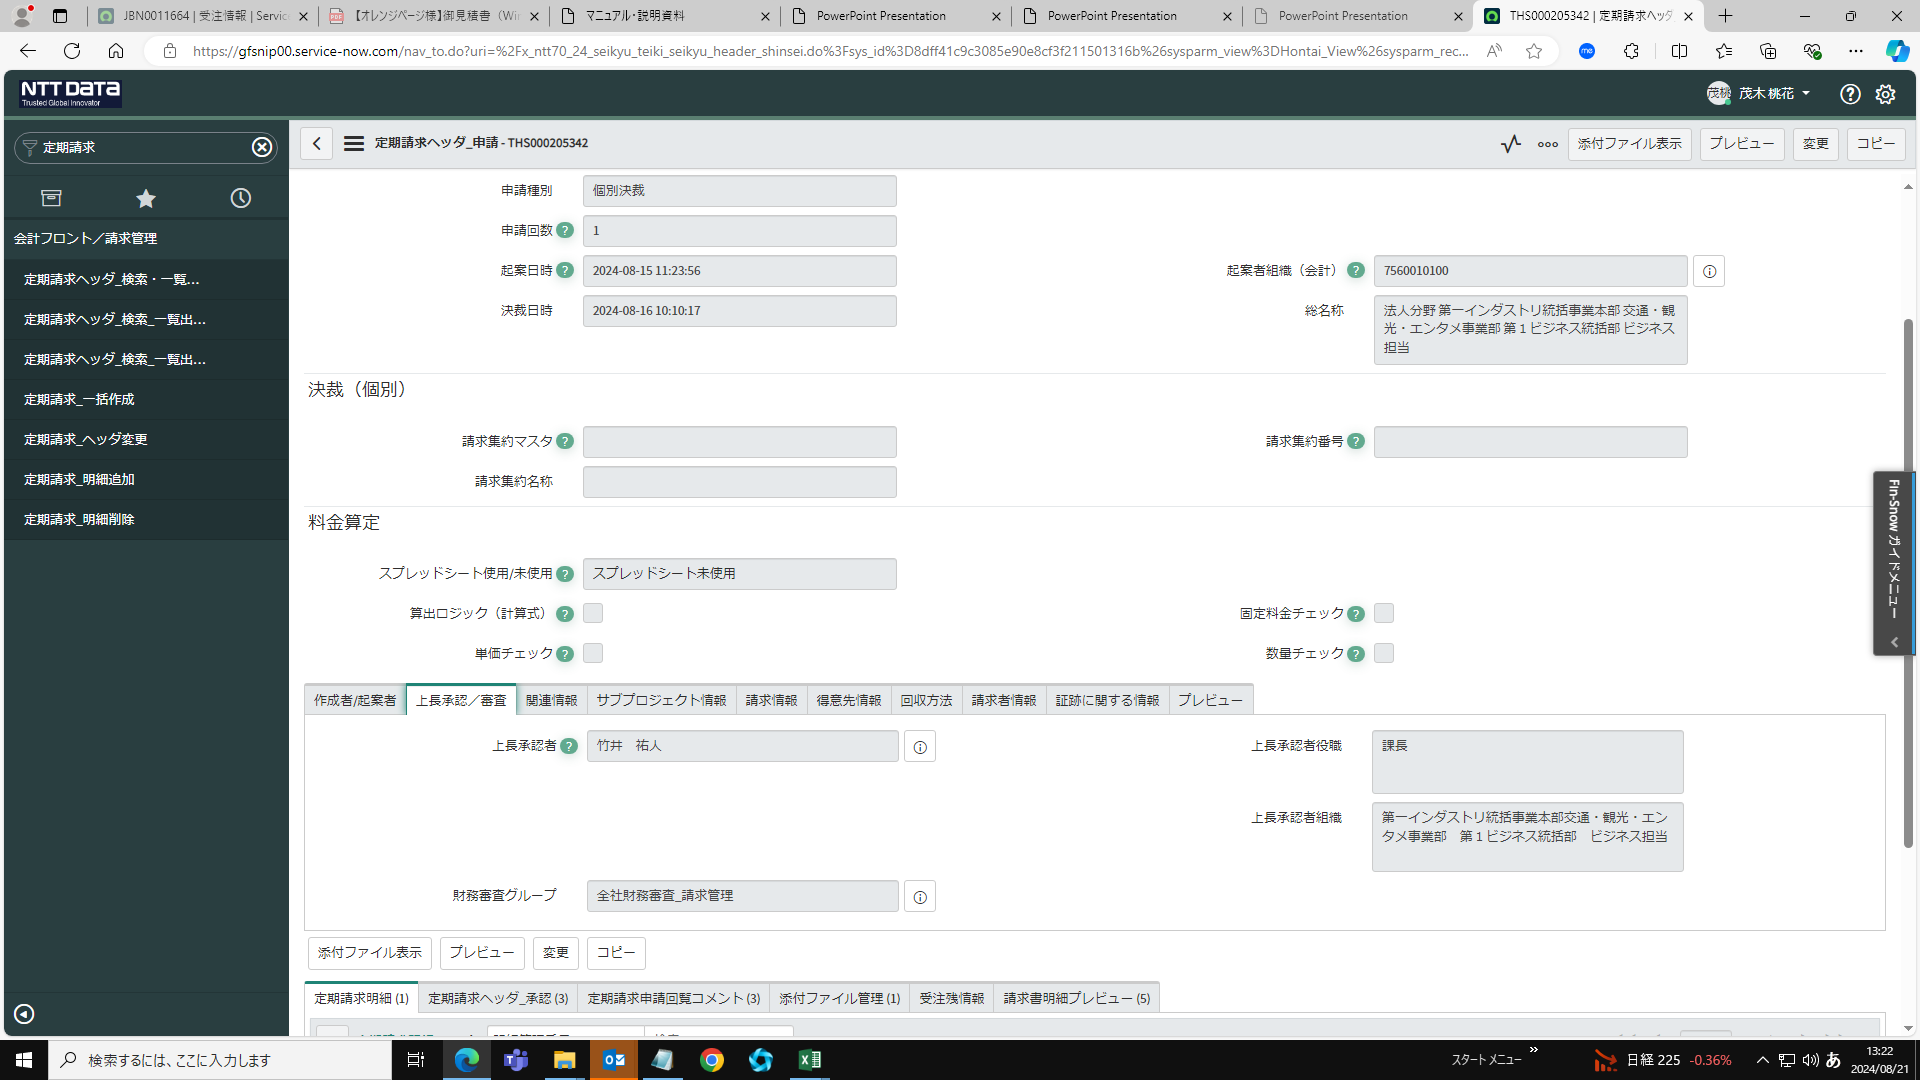 JBN0011664 | 受注情報 | Servic
【オレンジページ様】御見積書（Win
マニュアル・説明資料
PowerPoint Presentation
PowerPoint Presentation
PowerPoint Presentation
THS000205342 | 定期請求ヘッダ
https://gfsnip00.service-now.com/nav_to.do?uri=%2Fx_ntt70_24_seikyu_teiki_seikyu_header_shinsei.do%3Fsys_id%3D8dff41c9c3085e90e8cf3f211501316b%26sysparm_view%3DHontai_View%26sysparm_rec...
NTT DATA
Trusted Global Innovator
茂桃
茂木 桃花
定期請求
定期請求ヘッダ_申請 - THS000205342
添付ファイル表示
プレビュー
変更
コピー
会計フロント／請求管理
定期請求ヘッダ_検索・一覧...
定期請求ヘッダ_検索_一覧出...
定期請求ヘッダ_検索_一覧出...
定期請求_一括作成
定期請求_ヘッダ変更
定期請求_明細追加
定期請求_明細削除
申請種別
個別決裁
申請回数
1
起案日時
2024-08-15 11:23:56
起案者組織（会計）
7560010100
決裁日時
2024-08-16 10:10:17
総名称
法人分野 第一インダストリ統括事業本部 交通・観
光・エンタメ事業部 第１ビジネス統括部 ビジネス
担当
決裁（個別）
請求集約マスタ
請求集約番号
請求集約名称
料金算定
スプレッドシート使用/未使用
スプレッドシート未使用
算出ロジック（計算式）
固定料金チェック
単価チェック
数量チェック
Fin-Snow ガイドメニュー
作成者/起案者
上長承認／審査
関連情報
サブプロジェクト情報
請求情報
得意先情報
回収方法
請求者情報
証跡に関する情報
プレビュー
上長承認者
竹井　祐人
上長承認者役職
課長
上長承認者組織
第一インダストリ統括事業本部交通・観光・エン
タメ事業部　第１ビジネス統括部　ビジネス担当
財務審査グループ
全社財務審査_請求管理
添付ファイル表示
プレビュー
変更
コピー
定期請求明細 (1)
定期請求ヘッダ_承認 (3)
定期請求申請回覧コメント (3)
添付ファイル管理 (1)
受注残情報
請求書明細プレビュー (5)
検索するには、ここに入力します
スタート メニュー
日経 225
-0.36%
あ
13:22
2024/08/21